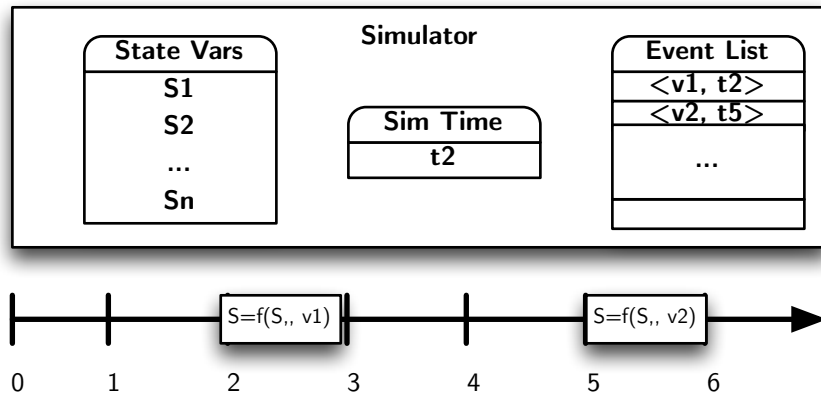 Simulator
State Vars
S1
S2
...
Sn
Sim Time
t2
Event List
<v1, t2>
<v2, t5>
...
S=f(S,, v1)
S=f(S,, v2)
0 1 2 3 4 5 6